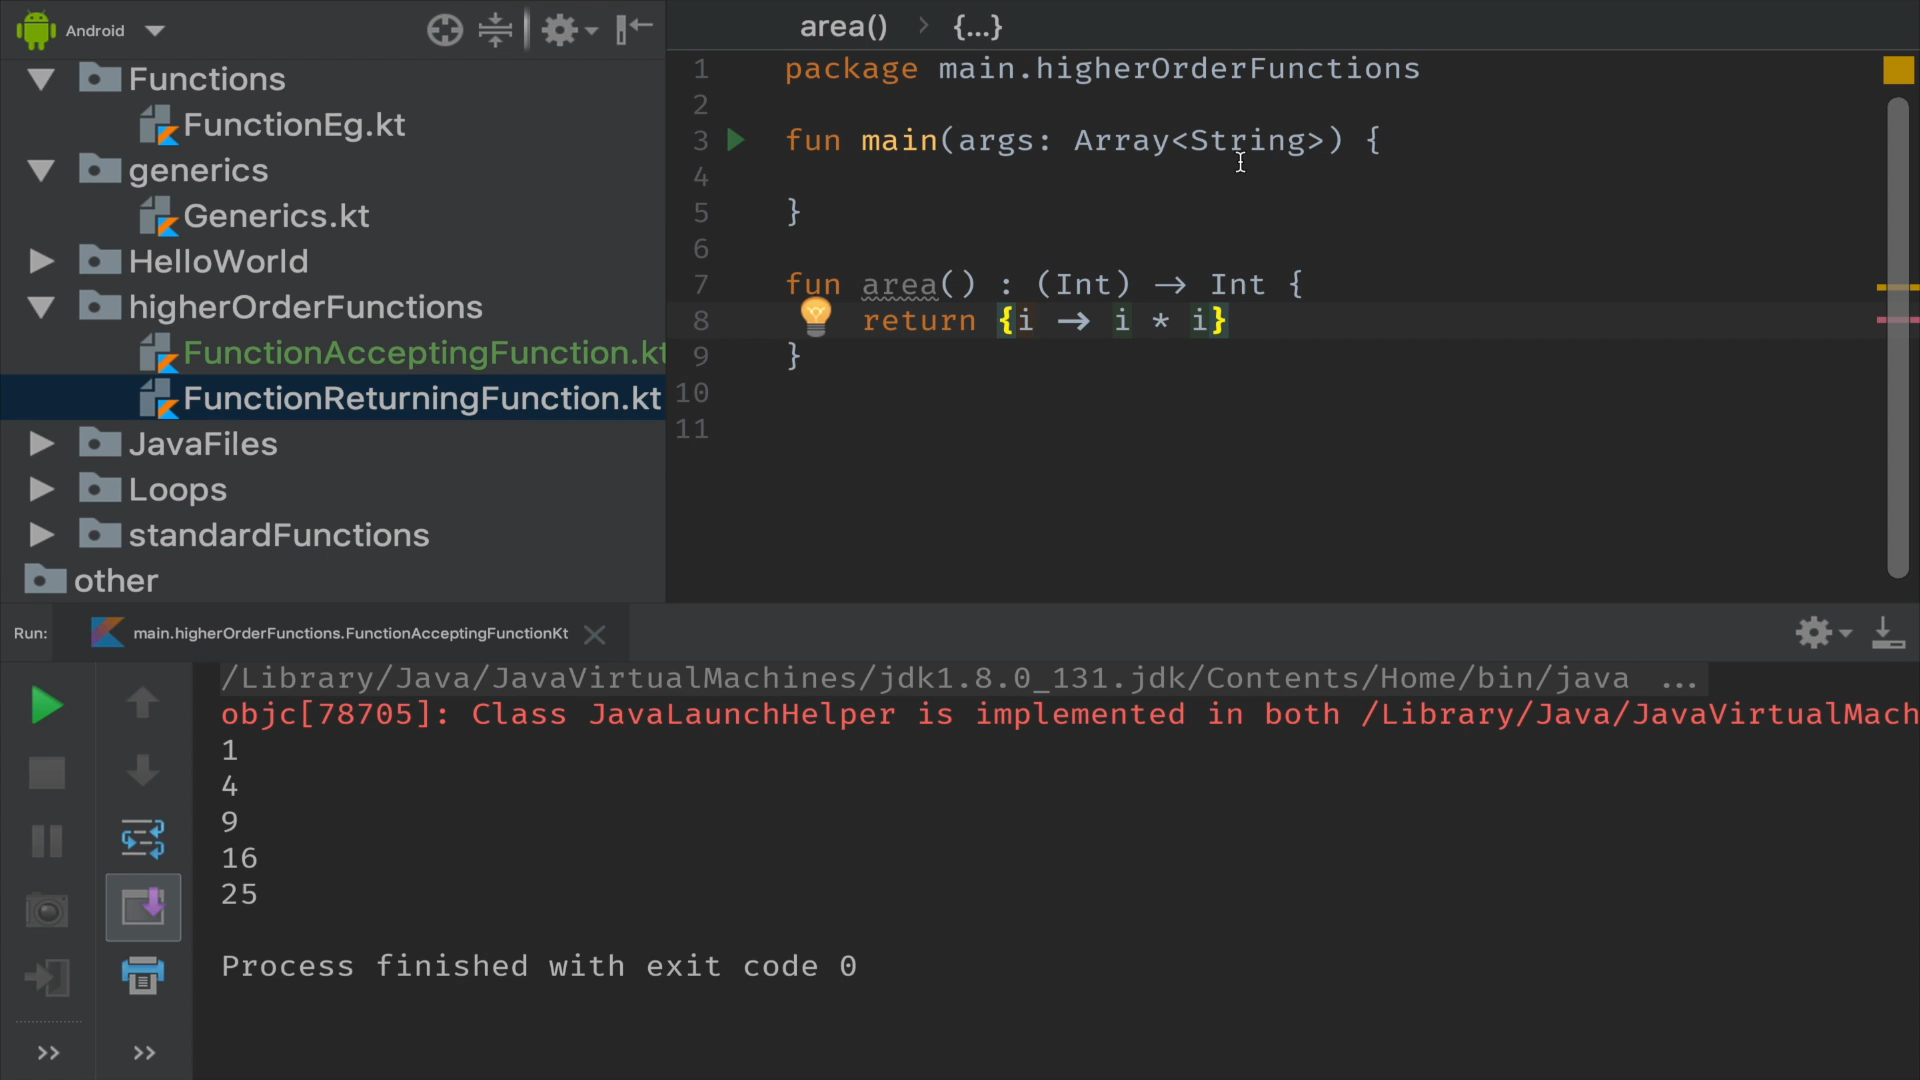 Android
Functions
FunctionEg.kt
generics
Generics.kt
HelloWorld
higherOrderFunctions
FunctionAcceptingFunction.kt
FunctionReturningFunction.kt
JavaFiles
Loops
standardFunctions
other
area() {...}
1 package main.higherOrderFunctions
2
3 fun main(args: Array<String>) {
4
5 }
6
7 fun area() : (Int) → Int {
8 return {i → i * i}
9 }
10
11
Run: main.higherOrderFunctions.FunctionAcceptingFunctionKt
/Library/Java/JavaVirtualMachines/jdk1.8.0_131.jdk/Contents/Home/bin/java ...
objc[78705]: Class JavaLaunchHelper is implemented in both /Library/Java/JavaVirtualMach
1
4
9
16
25
Process finished with exit code 0